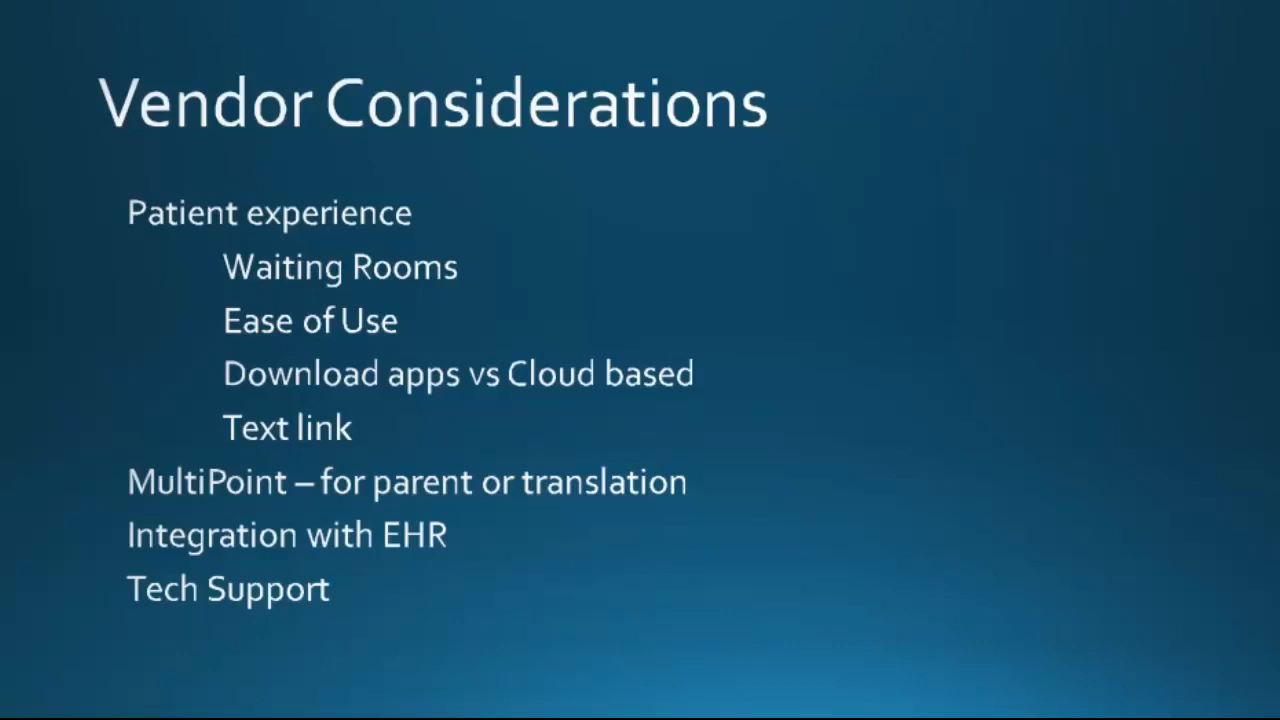 Vendor Considerations
Patient experience
Waiting Rooms
Ease of Use
Download apps vs Cloud based
Text link
MultiPoint – for parent or translation
Integration with EHR
Tech Support